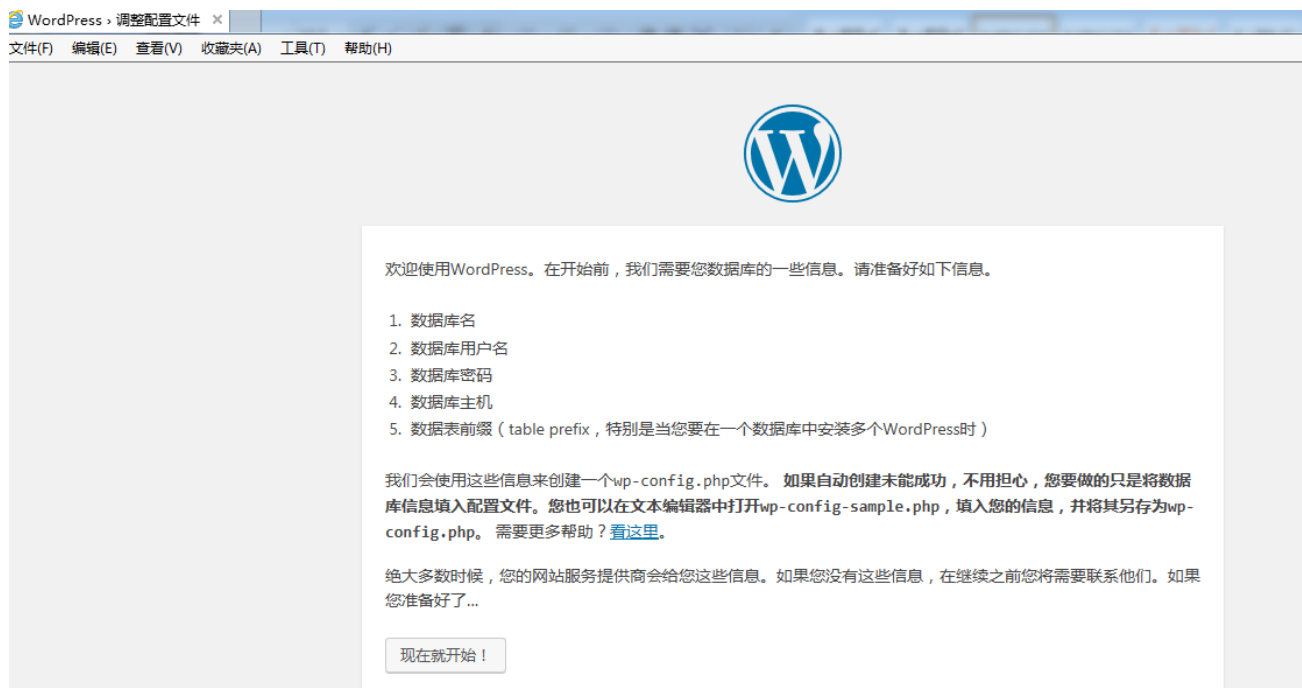 WordPress › 调整配置文件 ×
文件(F) 编辑(E) 查看(V) 收藏夹(A) 工具(T) 帮助(H)
欢迎使用WordPress。在开始前，我们需要您数据库的一些信息。请准备好如下信息。
1. 数据库名
2. 数据库用户名
3. 数据库密码
4. 数据库主机
5. 数据表前缀（table prefix，特别是当您要在一个数据库中安装多个WordPress时）
我们会使用这些信息来创建一个wp-config.php文件。 如果自动创建未能成功，不用担心，您要做的只是将数据
库信息填入配置文件。您也可以在文本编辑器中打开wp-config-sample.php，填入您的信息，并将其另存为wp-
config.php。 需要更多帮助？看这里。
绝大多数时候，您的网站服务提供商会给您这些信息。如果您没有这些信息，在继续之前您将需要联系他们。如果
您准备好了…
现在就开始！